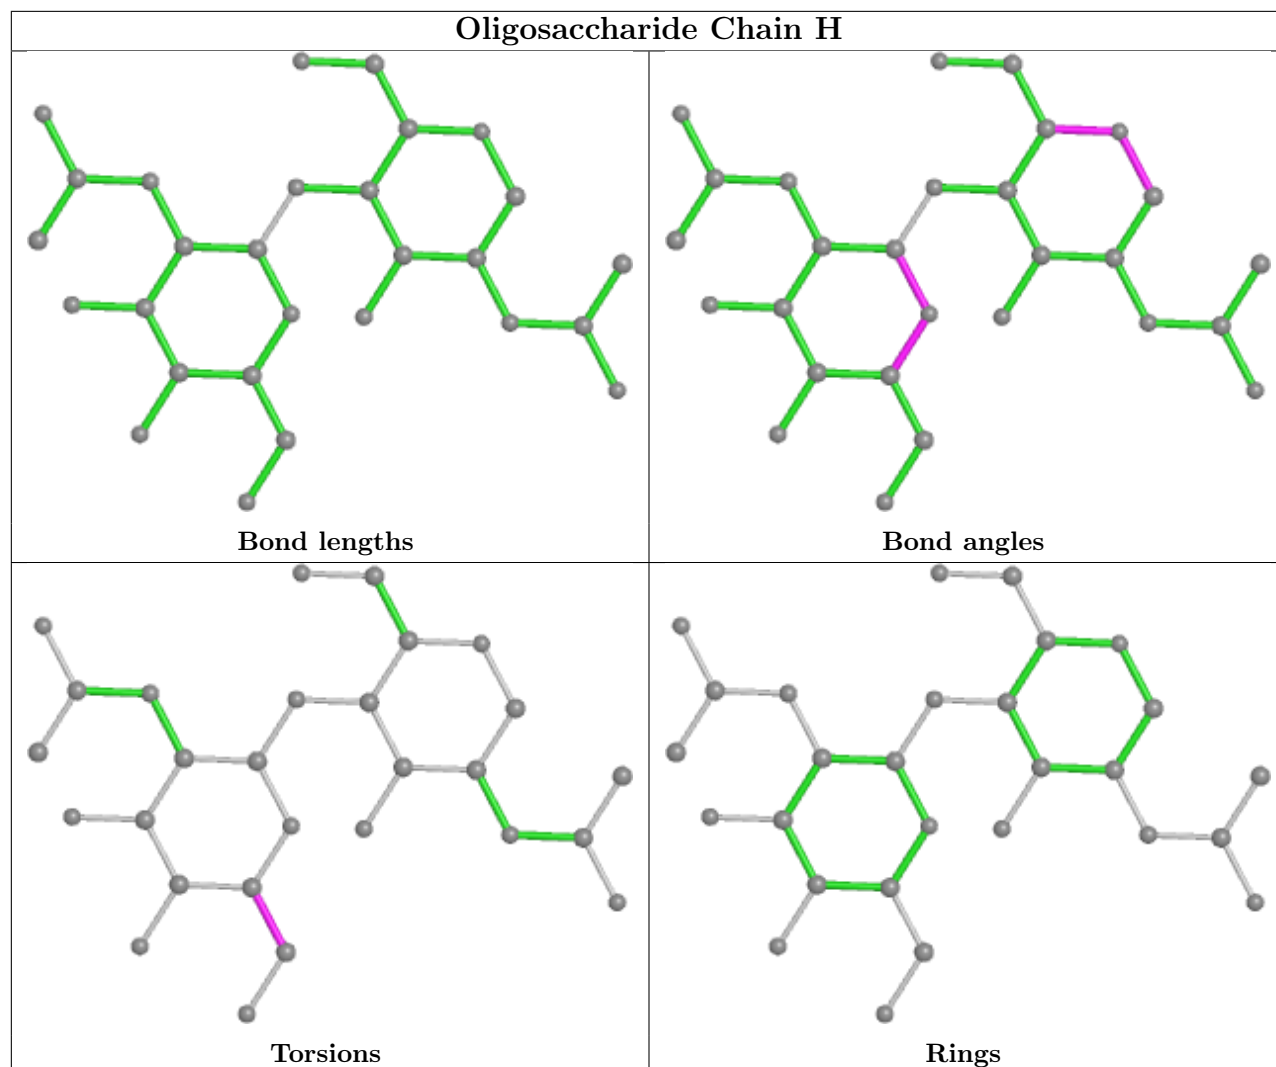 Oligosaccharide Chain H
Bond lengths
Bond angles
Torsions
Rings